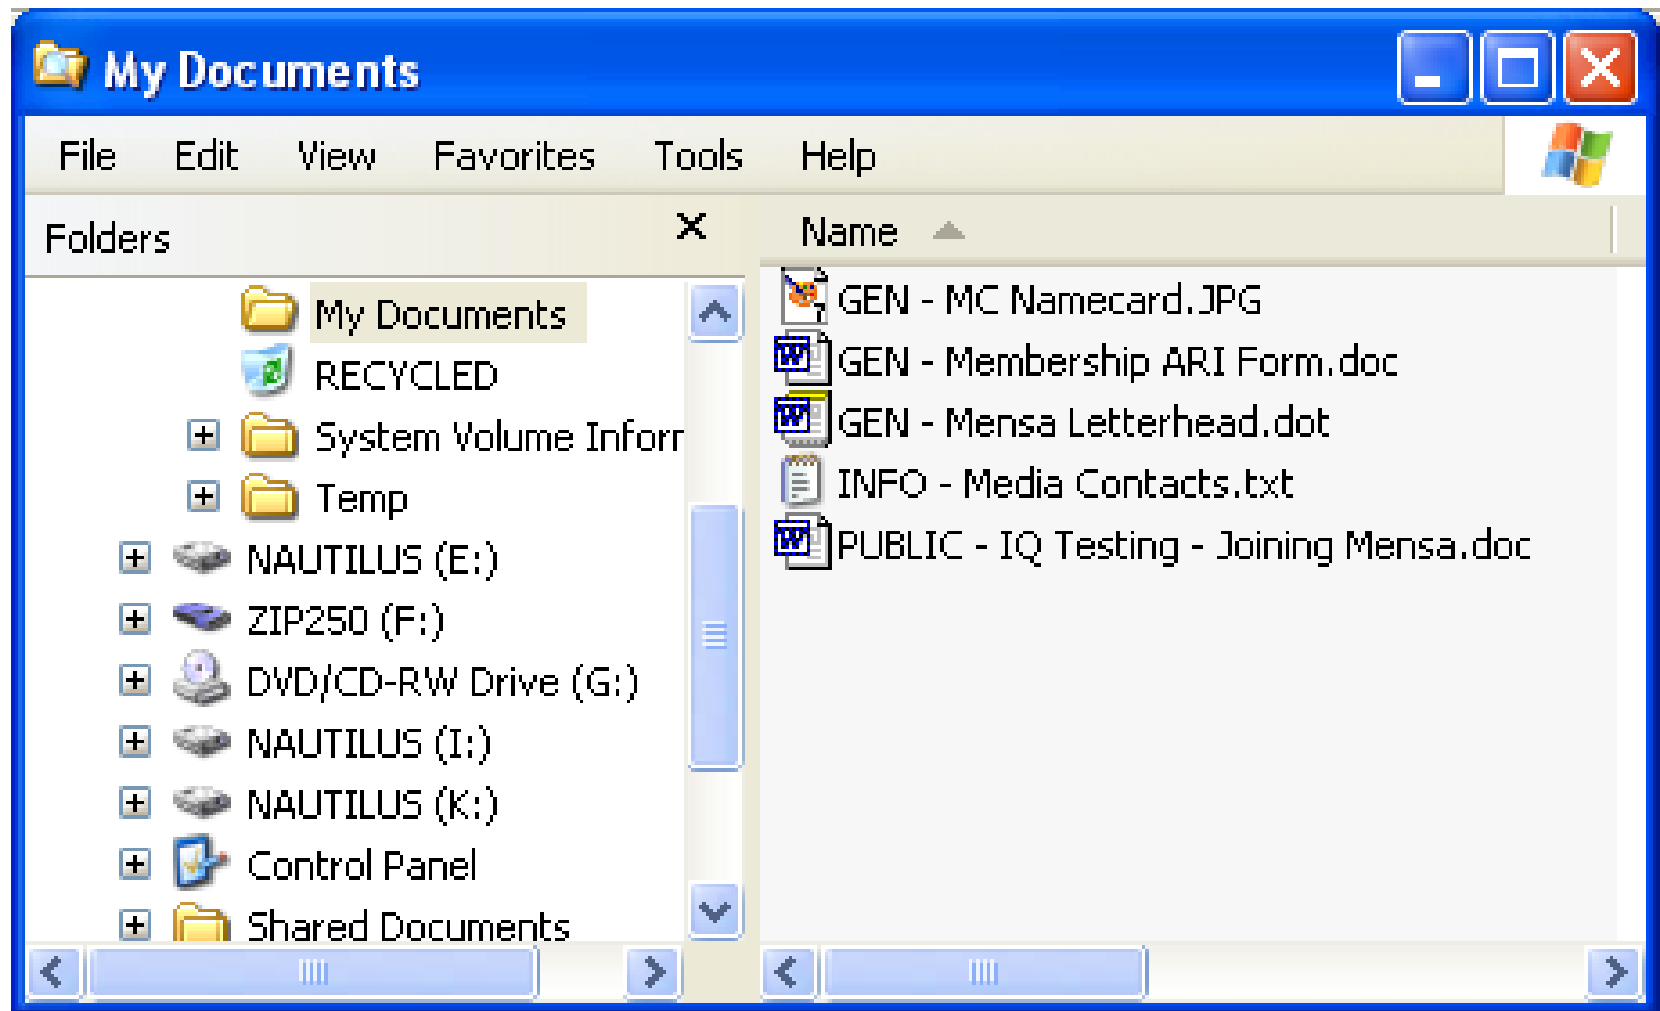 My Documents
File Edit View Favorites Tools Help
Folders
My Documents
RECYCLED
System Volume Infor
Temp
NAUTILUS (E:)
ZIP250 (F:)
DVD/CD-RW Drive (G:)
NAUTILUS (I:)
NAUTILUS (K:)
Control Panel
Shared Documents
Name
GEN - MC Namecard.JPG
GEN - Membership ARI Form.doc
GEN - Mensa Letterhead.dot
INFO - Media Contacts.txt
PUBLIC - IQ Testing - Joining Mensa.doc